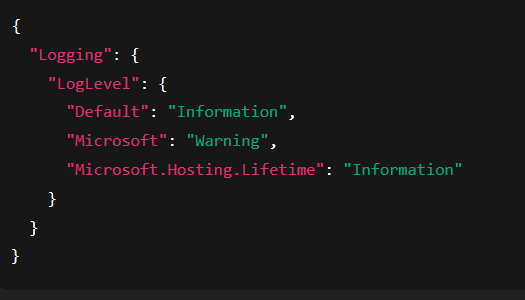 {
  "Logging": {
    "LogLevel": {
      "Default": "Information",
      "Microsoft": "Warning",
      "Microsoft.Hosting.Lifetime": "Information"
    }
  }
}